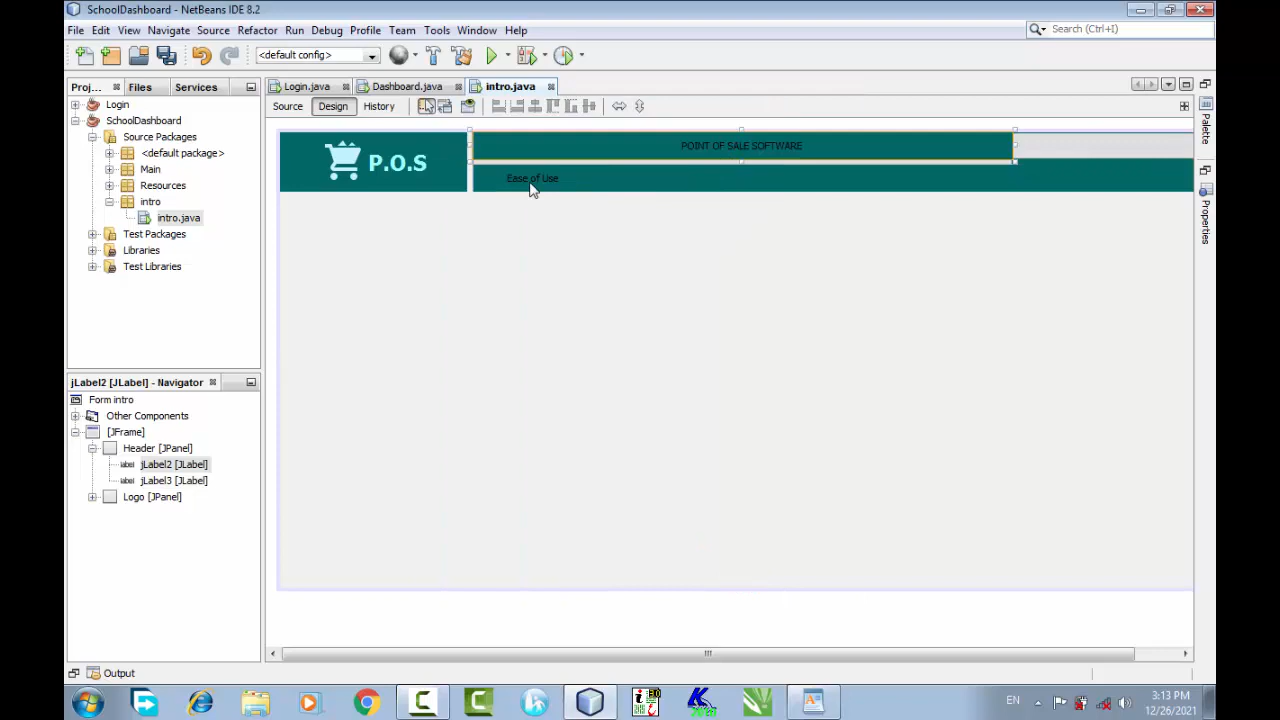 SchoolDashboard - NetBeans IDE 8.2
File Edit View Navigate Source Refactor Run Debug Profile Team Tools Window Help
Search (Ctrl+I)
<default config>
Proj... Files Services
Login.java Dashboard.java intro.java
Source Design History
Login
SchoolDashboard
Source Packages
<default package>
Main
Resources
intro
intro.java
Test Packages
Libraries
Test Libraries
P.O.S
POINT OF SALE SOFTWARE
Ease of Use
Palette
Properties
jLabel2 [JLabel] - Navigator
Form intro
Other Components
[JFrame]
Header [JPanel]
label jLabel2 [JLabel]
label jLabel3 [JLabel]
Logo [JPanel]
Output
EN
3:13 PM
12/26/2021